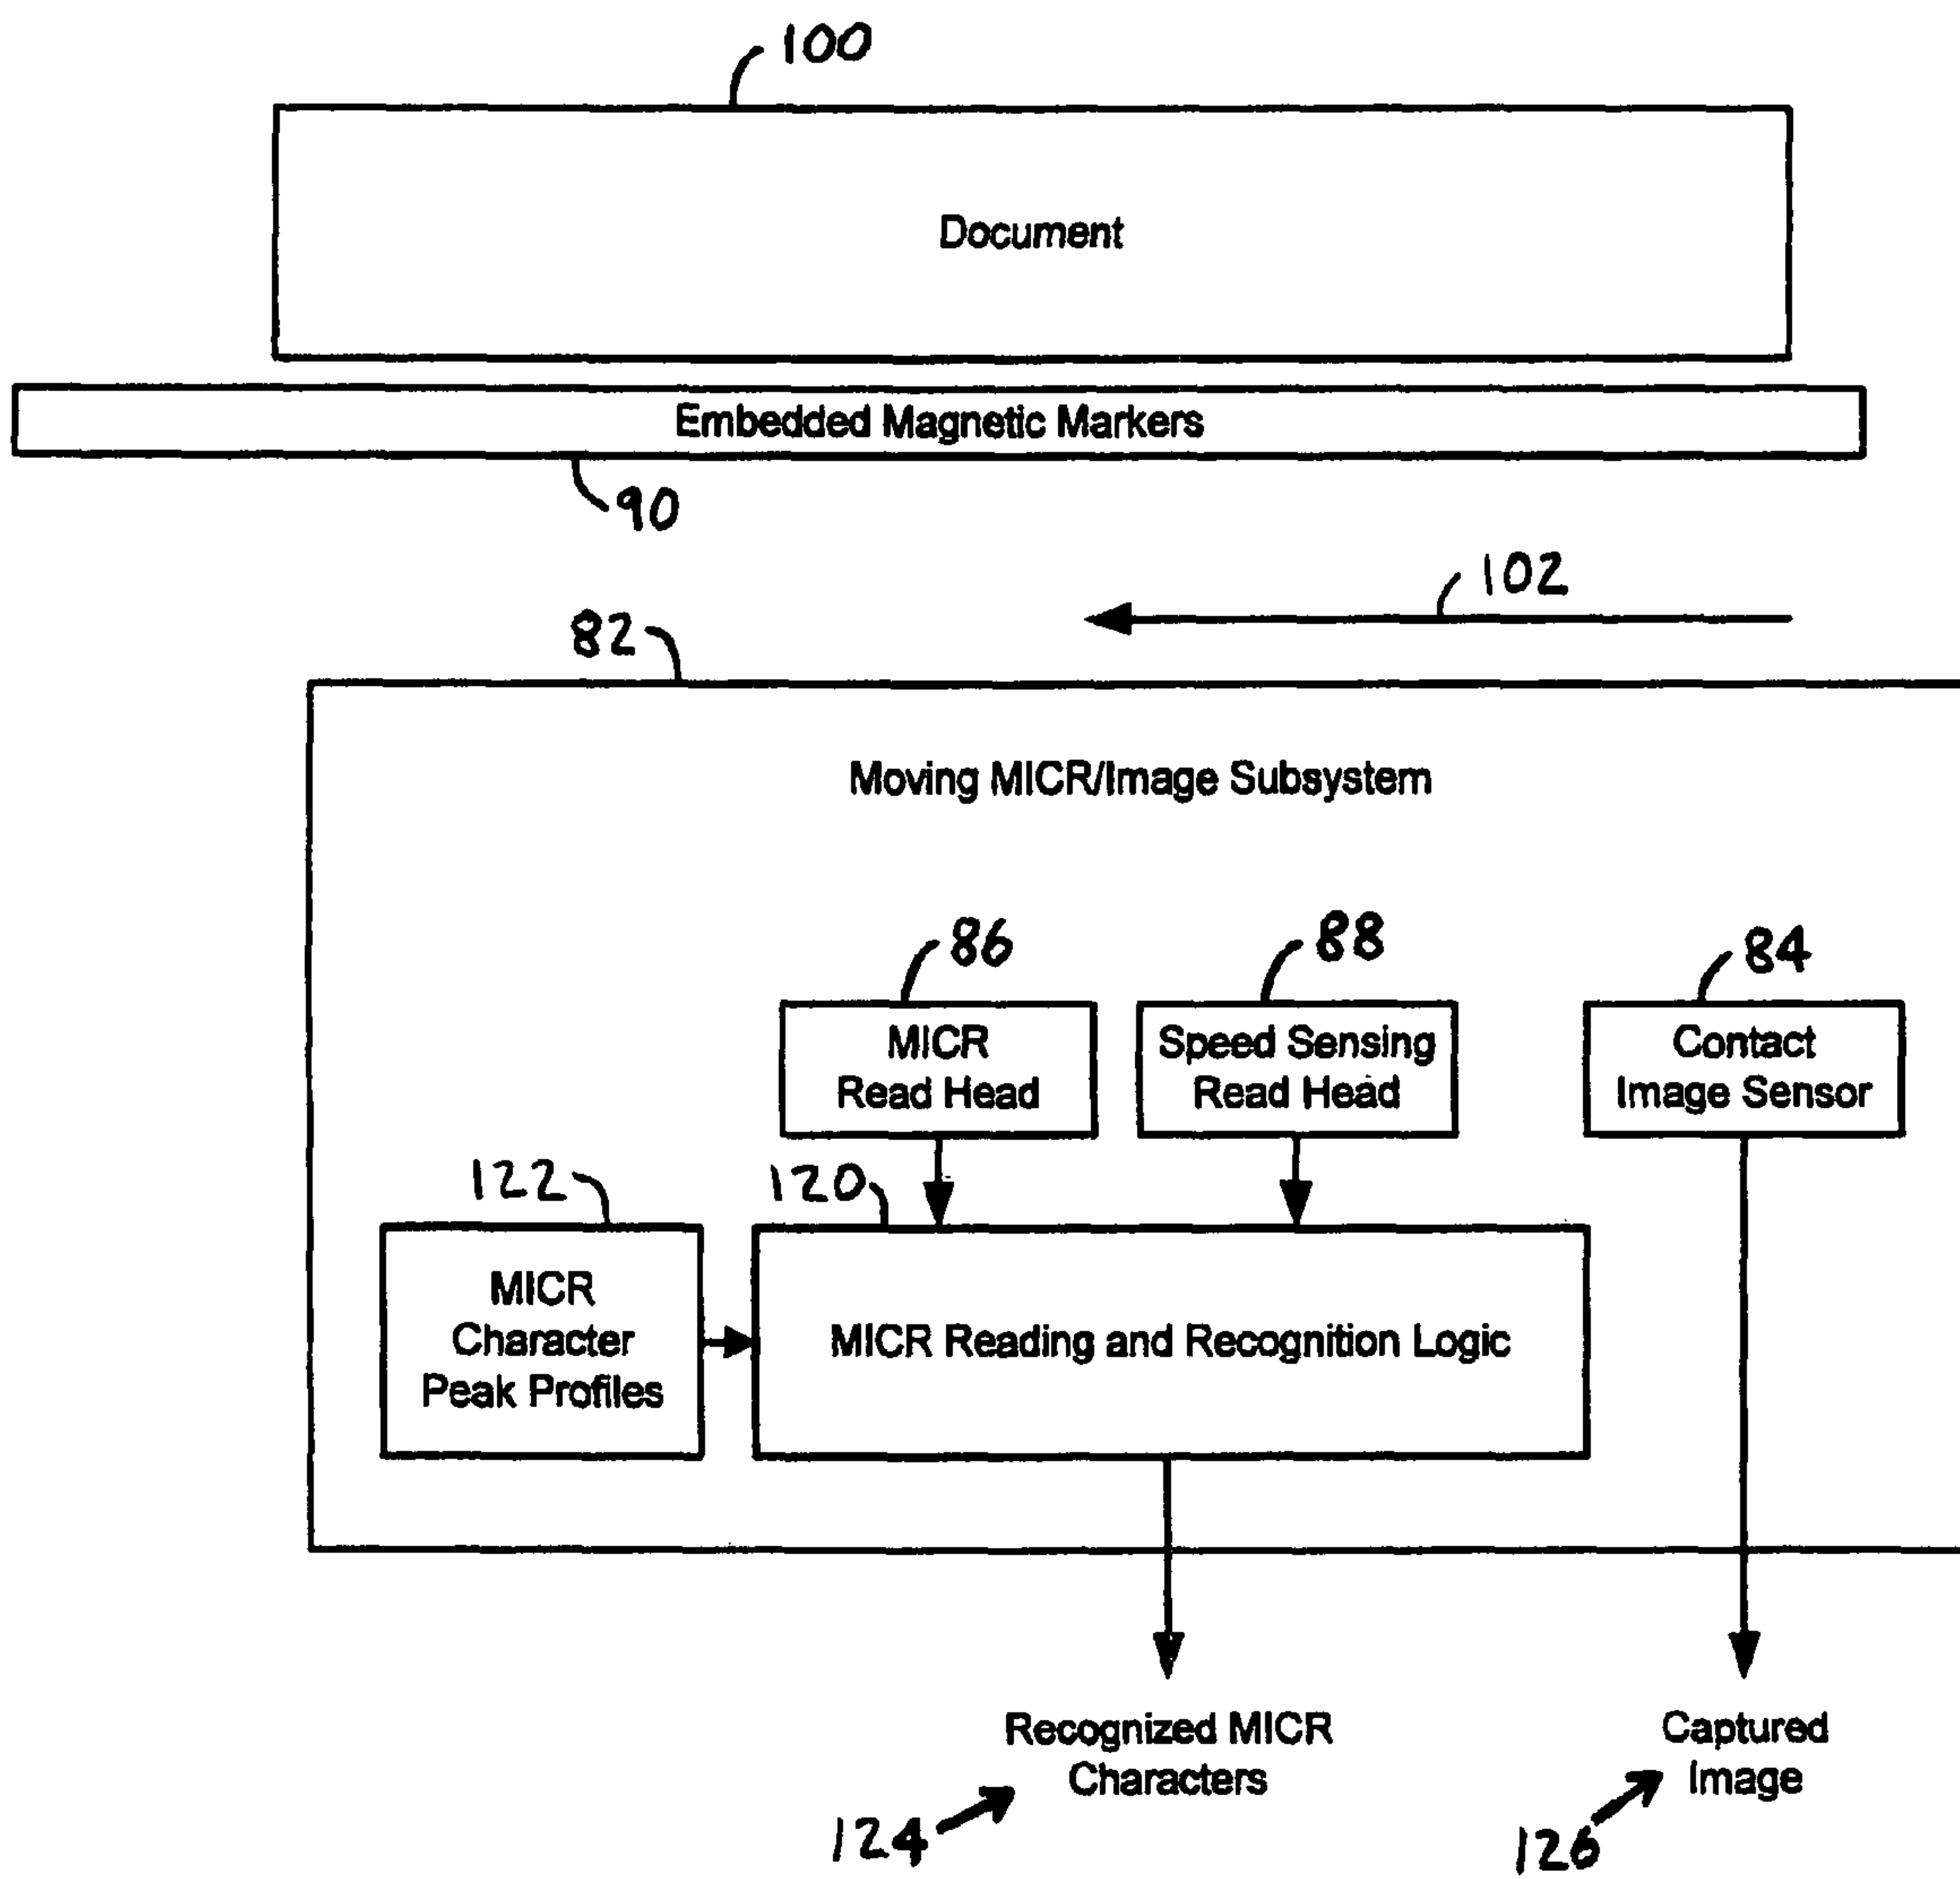 100
Document
Embedded Magnetic Markers
90
102
82
Moving MICR/Image Subsystem
86
88
84
MICR
Read Head
Speed Sensing
Read Head
Contact
Image Sensor
122
120
MICR
Character
Peak Profiles
MICR Reading and Recognition Logic
Recognized MICR
Characters
Captured
Image
124
126